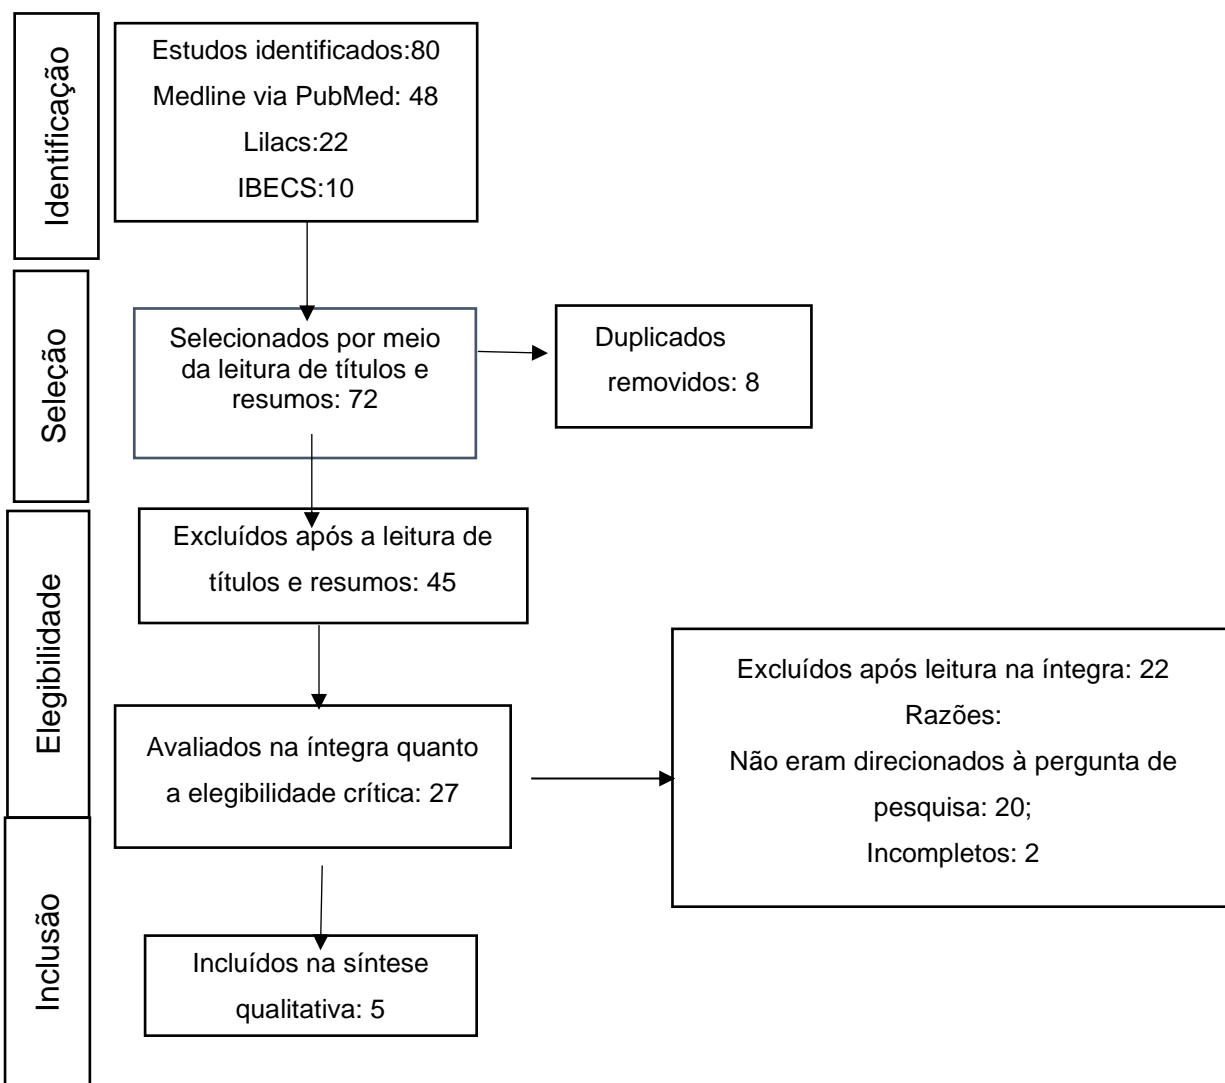 Identificação
Estudos identificados:80
Medline via PubMed: 48
Lilacs:22
IBECS:10
Seleção
Selecionados por meio
da leitura de títulos e
resumos: 72
Duplicados
removidos: 8
Elegibilidade
Excluídos após a leitura de
títulos e resumos: 45
Avaliados na íntegra quanto
a elegibilidade crítica: 27
Excluídos após leitura na íntegra: 22
Razões:
Não eram direcionados à pergunta de
pesquisa: 20;
Incompletos: 2
Inclusão
Incluídos na síntese
qualitativa: 5